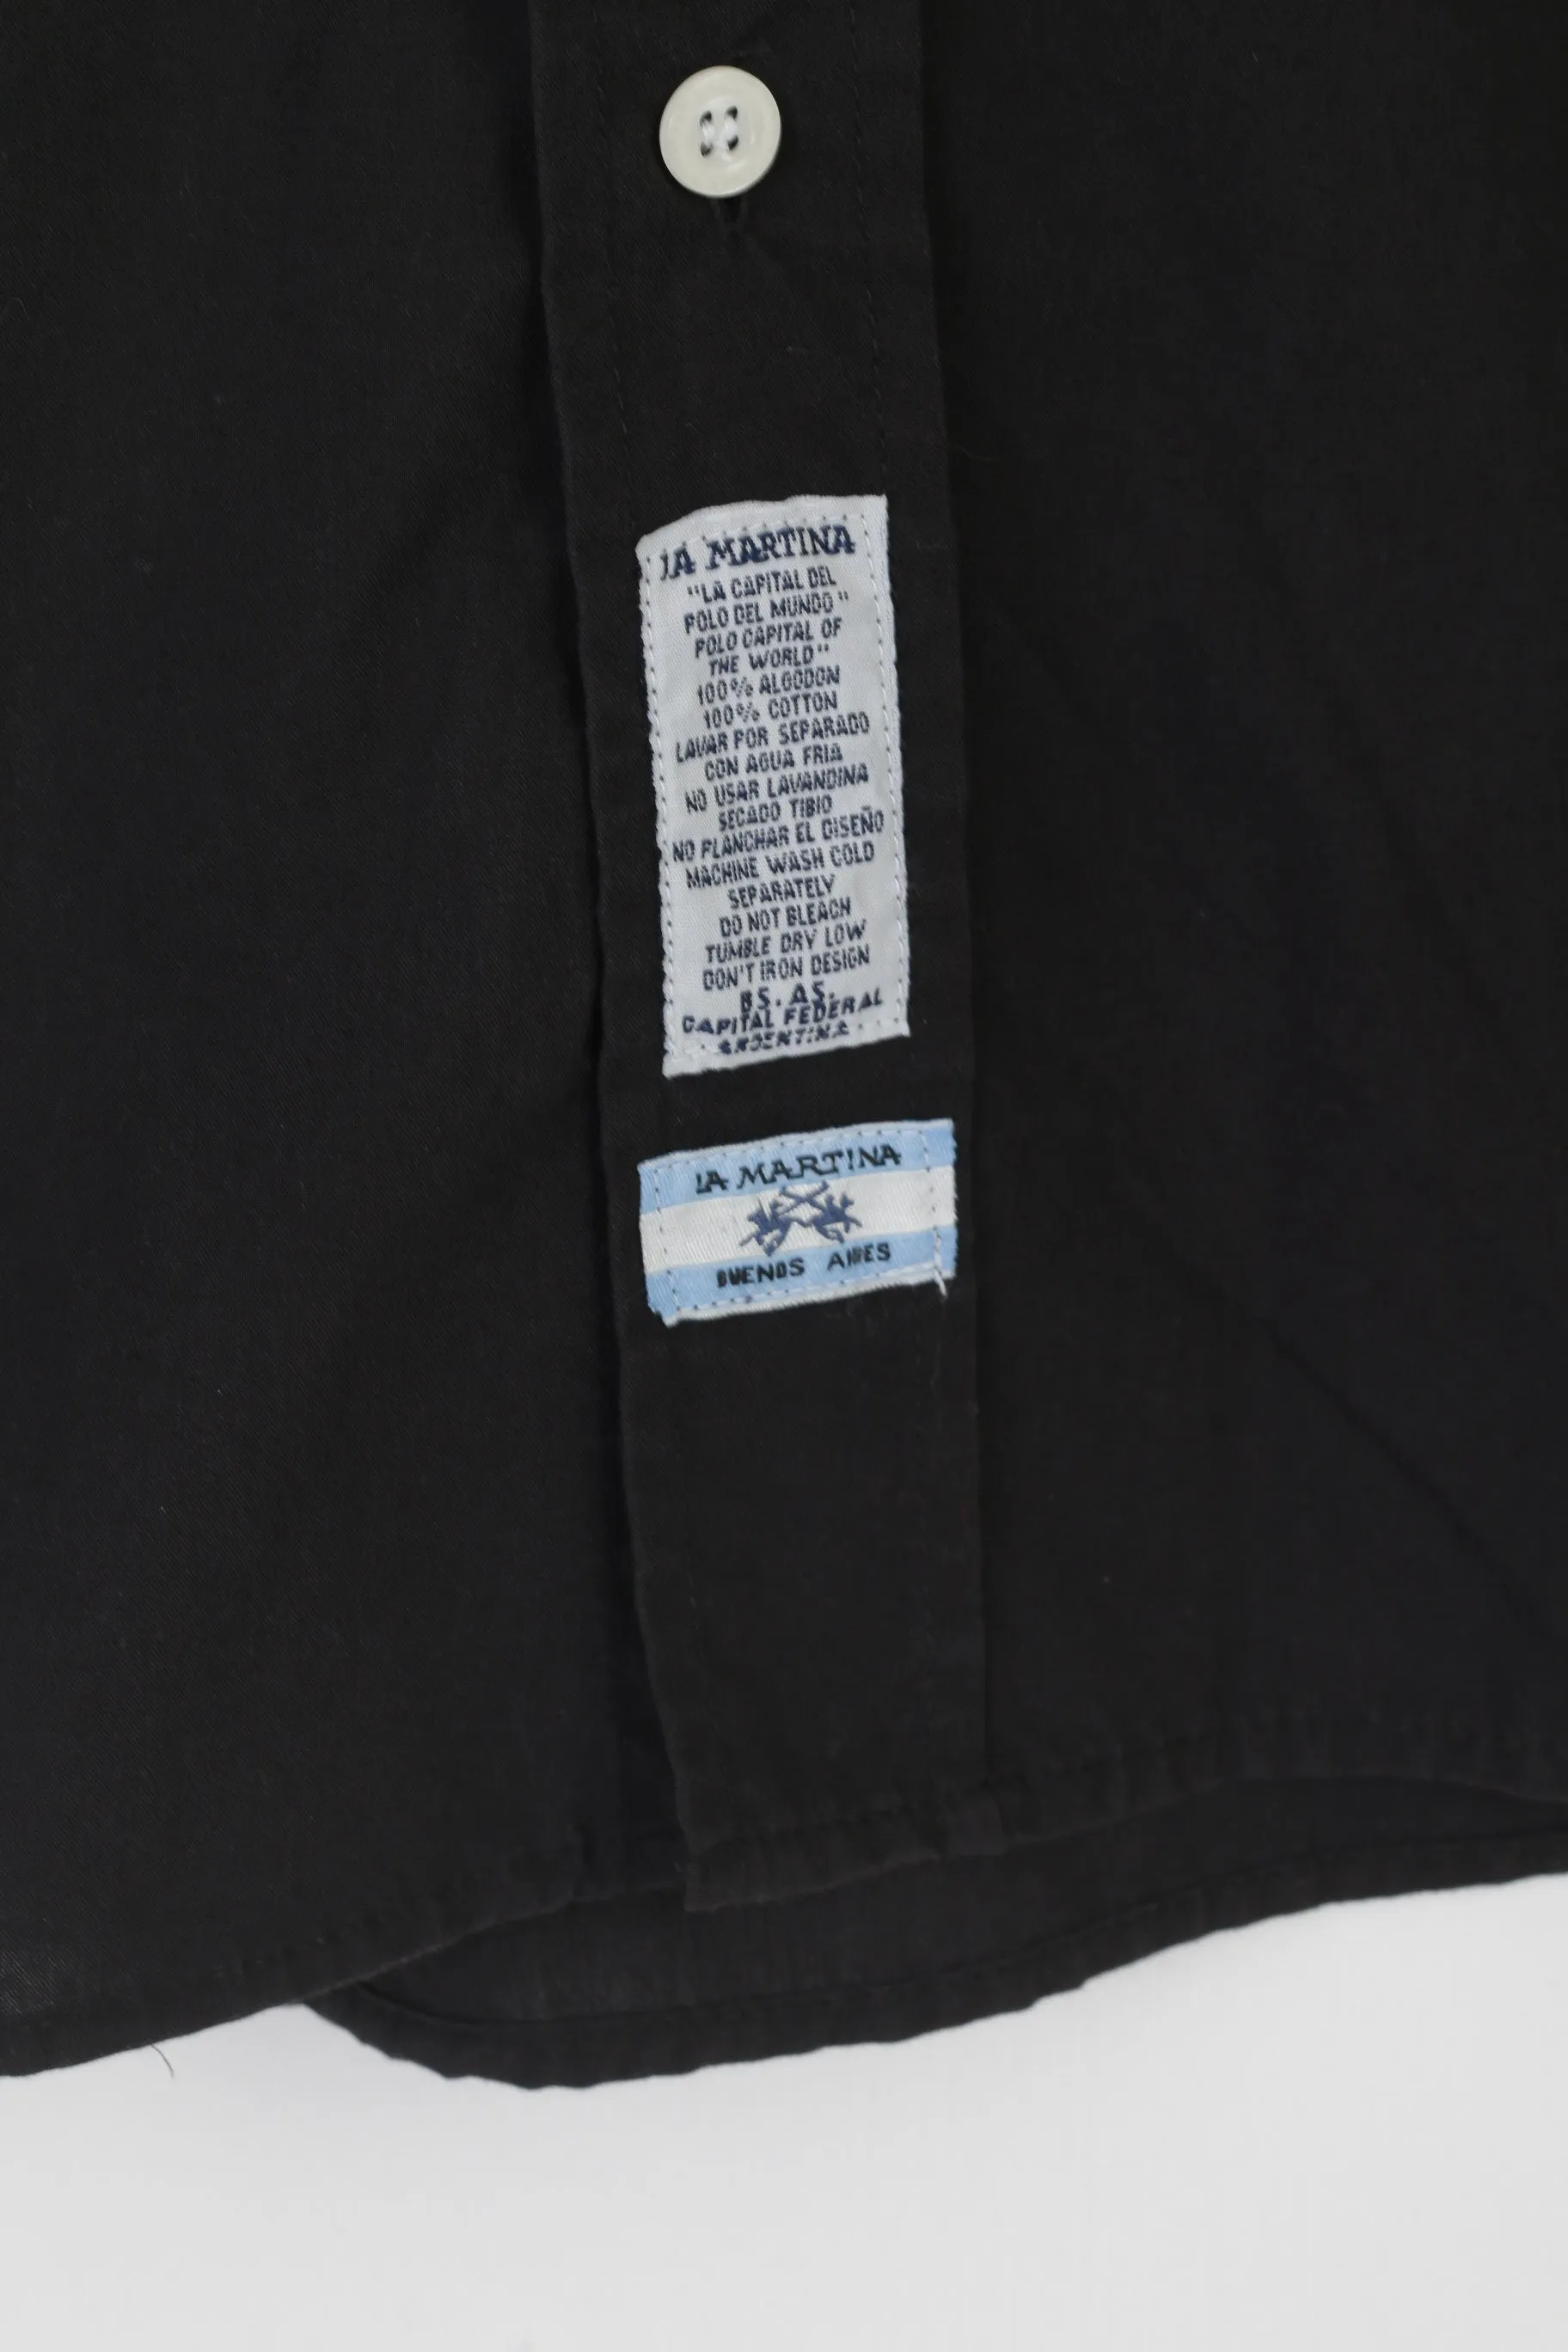 LA MARTINA
"LA CAPITAL DEL
POLO DEL MUNDO"
POLO CAPITAL OF
THE WORLD"
100% ALGODON
100% COTTON
LAVAR POR SEPARADO
CON AGUA FRIA
NO USAR LAVANDINA
SECADO TIBIO
NO PLANCHAR EL DISEÑO
MACHINE WASH COLD
SEPARATELY
DO NOT BLEACH
TUMBLE DRY LOW
DON'T IRON DESIGN
BS. AS.
CAPITAL FEDERAL
ARGENTINA
LA MARTINA
BUENOS AIRES